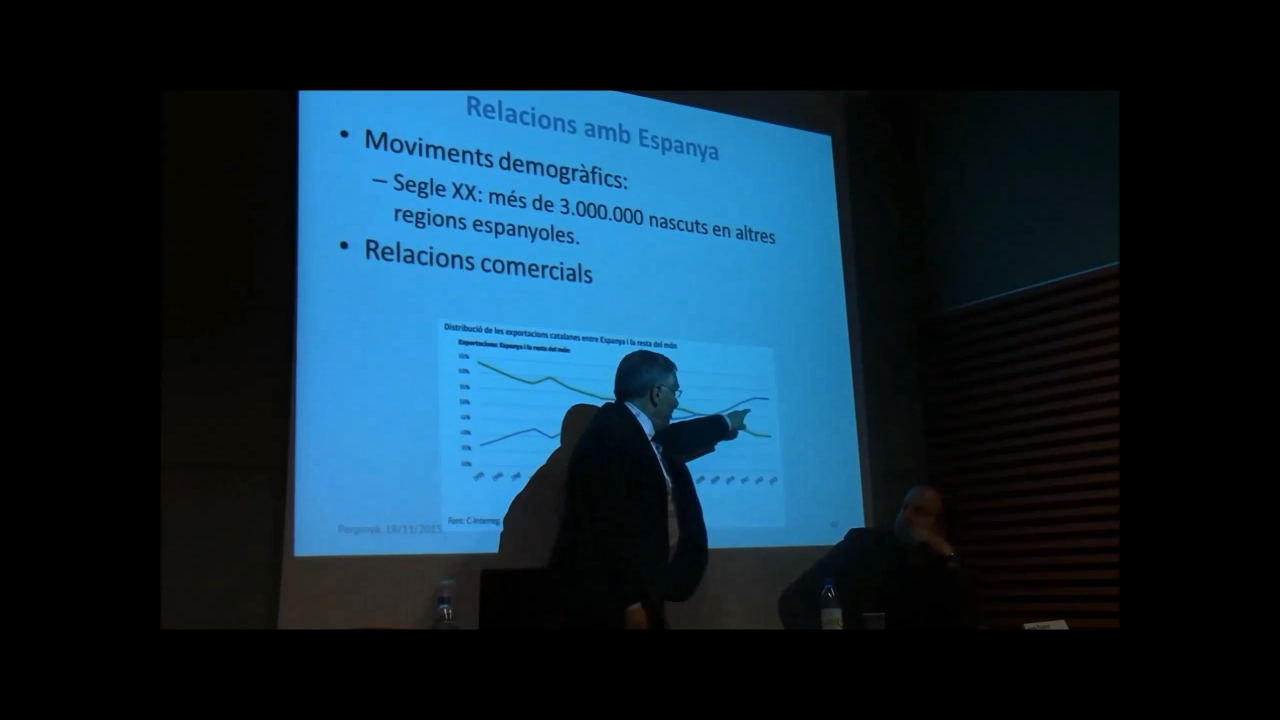 Relacions amb Espanya
• Moviments demogràfics:
– Segle XX: més de 3.000.000 nascuts en altres
regions espanyoles.
• Relacions comercials
Distribució de les exportacions catalanes entre Espanya i la resta del món
Exportacions: Espanya i la resta del món
Font: C-Intereg
Perpinyà, 19/11/2015